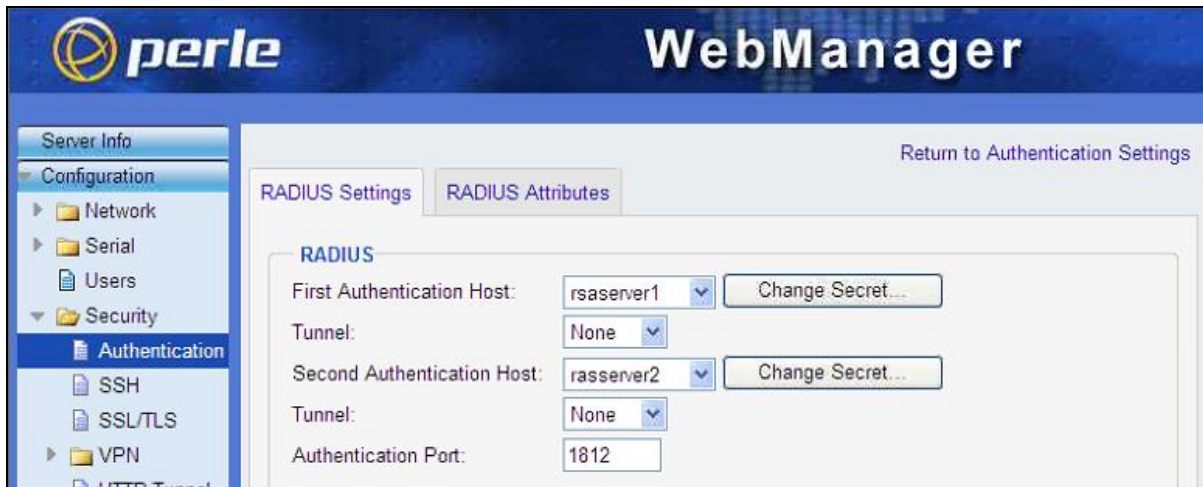 perle
WebManager
Server Info
Configuration
Network
Serial
Users
Security
Authentication
SSH
SSL/TLS
VPN
HTTP Tunnel
Return to Authentication Settings
RADIUS Settings
RADIUS Attributes
RADIUS
First Authentication Host: rsaserver1 Change Secret...
Tunnel: None
Second Authentication Host: rasserver2 Change Secret...
Tunnel: None
Authentication Port: 1812